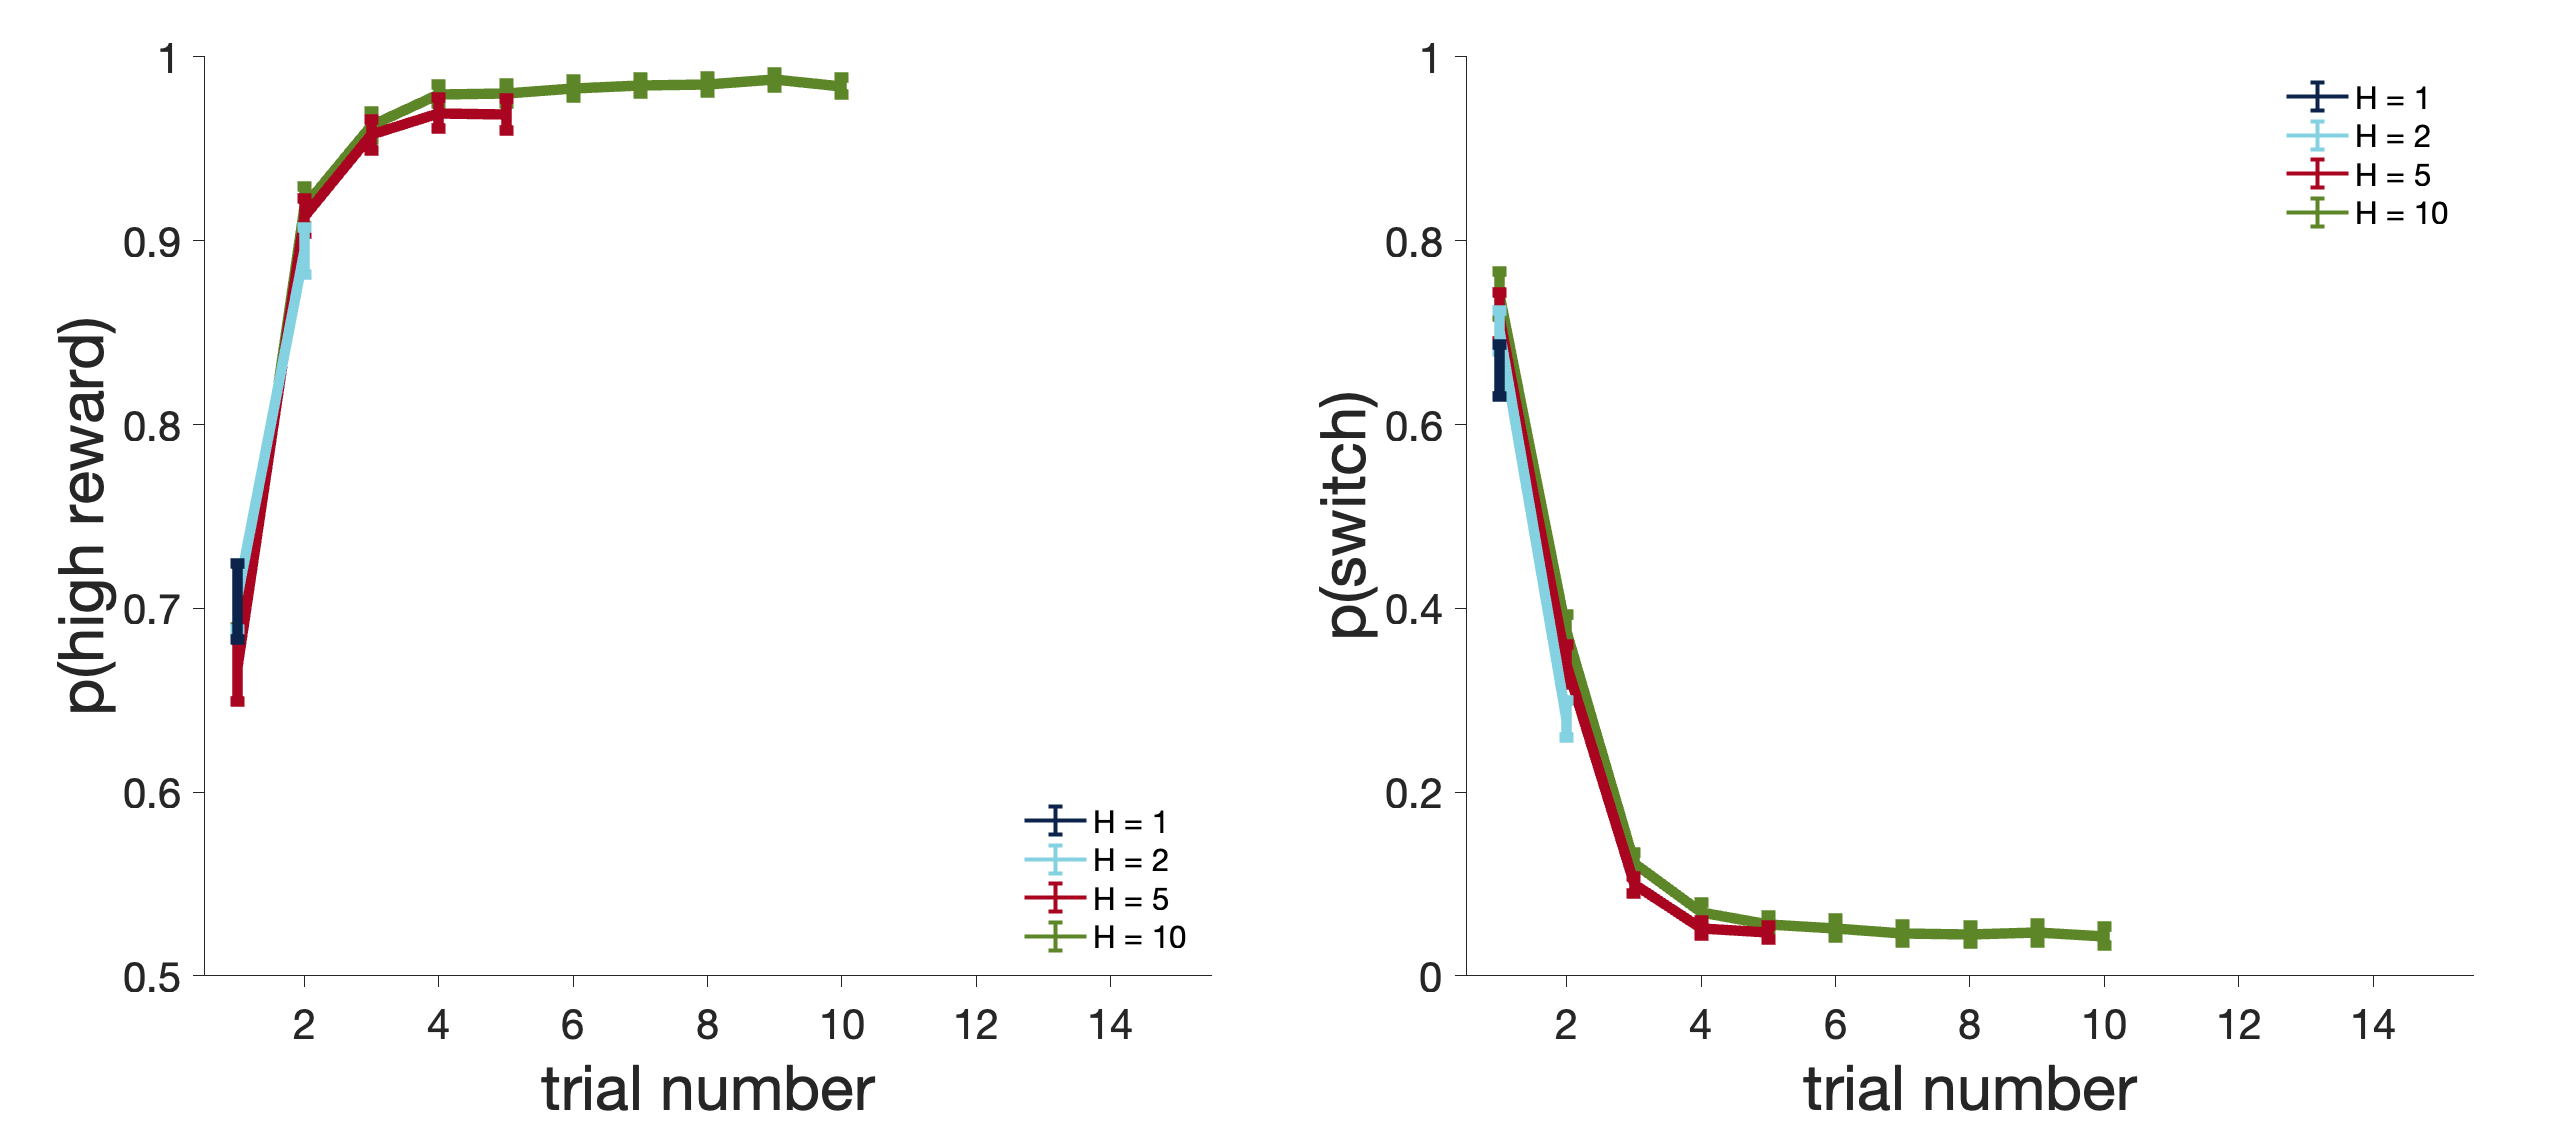 p(high reward)
1
0.9
0.8
0.7
0.6
0.5
2 4 6 8 10 12 14
trial number
H = 1
H = 2
H = 5
H = 10
p(switch)
1
0.8
0.6
0.4
0.2
0
2 4 6 8 10 12 14
trial number
H = 1
H = 2
H = 5
H = 10